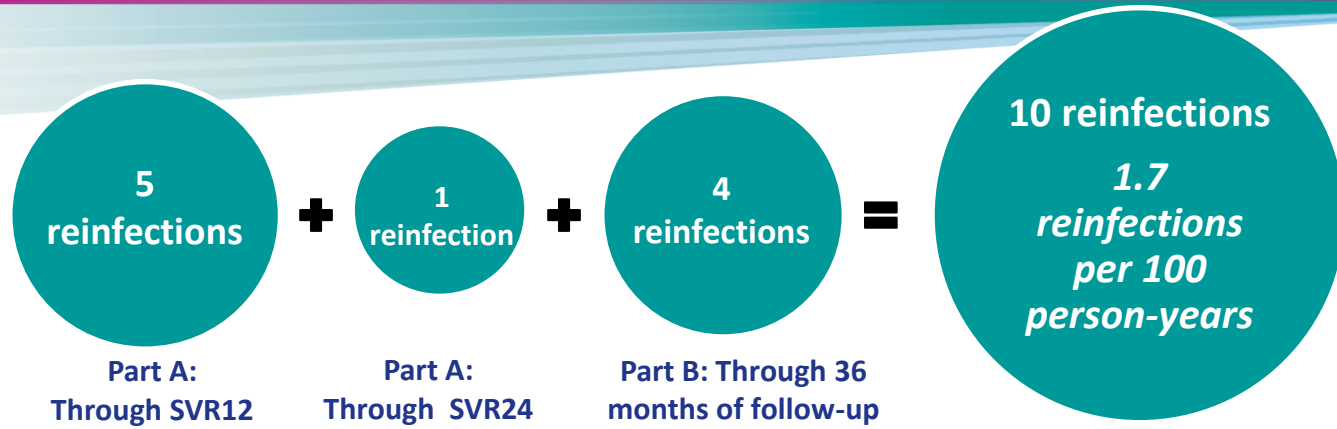 5
reinfections
+
1
reinfection
+
4
reinfections
=
10 reinfections
1.7
reinfections
per 100
person-years
Part A:
Through SVR12
Part A:
Through  SVR24
Part B: Through 36
months of follow-up